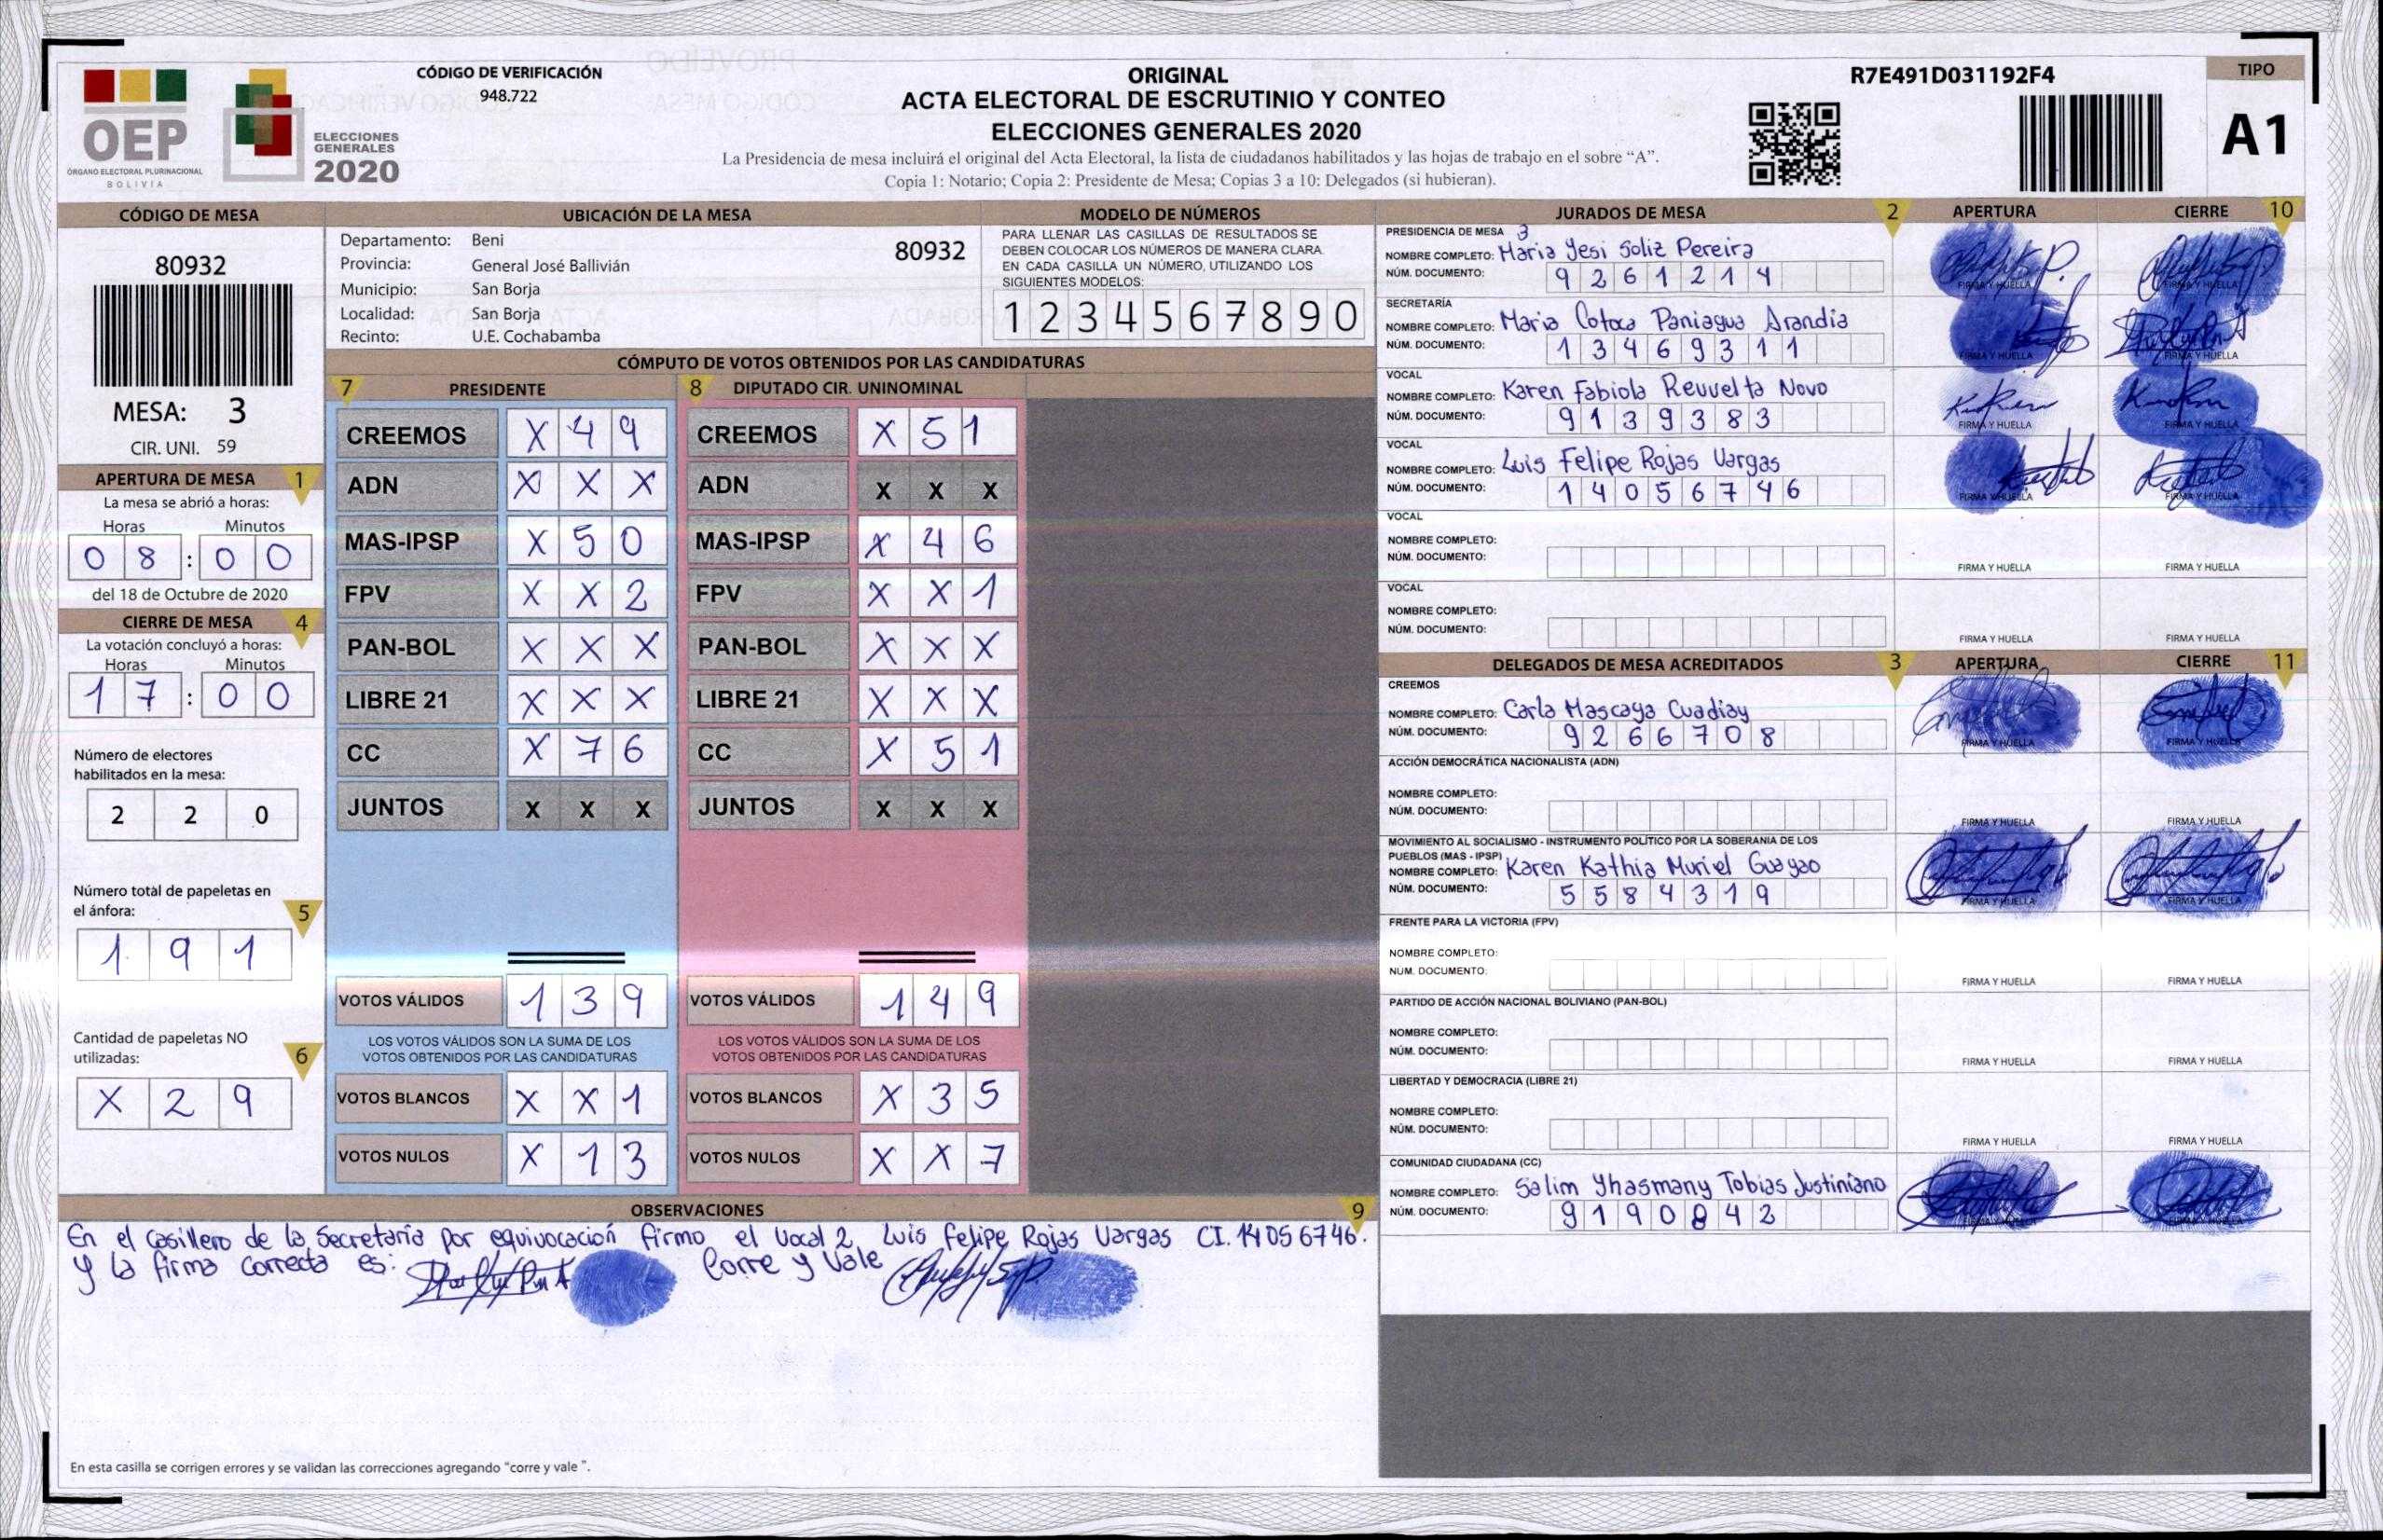 CÓDIGO DE VERIFICACIÓN
948.722
OEP
ÓRGANO ELECTORAL PLURINACIONAL
BOLIVIA
ELECCIONES
GENERALES
2020
ORIGINAL
ACTA ELECTORAL DE ESCRUTINIO Y CONTEO
ELECCIONES GENERALES 2020
La Presidencia de mesa incluirá el original del Acta Electoral, la lista de ciudadanos habilitados y las hojas de trabajo en el sobre “A”.
Copia 1: Notario; Copia 2: Presidente de Mesa; Copias 3 a 10: Delegados (si hubieran).
R7E491D031192F4
TIPO
A1
CÓDIGO DE MESA
80932
MESA: 3
CIR. UNI. 59
APERTURA DE MESA 1
La mesa se abrió a horas:
Horas Minutos
0 8 : 0 0
del 18 de Octubre de 2020
CIERRE DE MESA 4
La votación concluyó a horas:
Horas Minutos
1 7 : 0 0
Número de electores
habilitados en la mesa:
2 2 0
Número total de papeletas en
el ánfora: 5
1 9 1
Cantidad de papeletas NO
utilizadas: 6
X 2 9
UBICACIÓN DE LA MESA
Departamento: Beni
Provincia: General José Ballivián
Municipio: San Borja
Localidad: San Borja
Recinto: U.E. Cochabamba
80932
MODELO DE NÚMEROS
PARA LLENAR LAS CASILLAS DE RESULTADOS SE
DEBEN COLOCAR LOS NÚMEROS DE MANERA CLARA.
EN CADA CASILLA UN NÚMERO, UTILIZANDO LOS
SIGUIENTES MODELOS:
1 2 3 4 5 6 7 8 9 0
CÓMPUTO DE VOTOS OBTENIDOS POR LAS CANDIDATURAS
7 PRESIDENTE
CREEMOS X 4 9
ADN X X X
MAS-IPSP X 5 0
FPV X X 2
PAN-BOL X X X
LIBRE 21 X X X
CC X 7 6
JUNTOS X X X
VOTOS VÁLIDOS 1 3 9
LOS VOTOS VÁLIDOS SON LA SUMA DE LOS
VOTOS OBTENIDOS POR LAS CANDIDATURAS
VOTOS BLANCOS X X 1
VOTOS NULOS X 1 3
8 DIPUTADO CIR. UNINOMINAL
CREEMOS X 5 1
ADN X X X
MAS-IPSP X 4 6
FPV X X 1
PAN-BOL X X X
LIBRE 21 X X X
CC X 5 1
JUNTOS X X X
VOTOS VÁLIDOS 1 4 9
LOS VOTOS VÁLIDOS SON LA SUMA DE LOS
VOTOS OBTENIDOS POR LAS CANDIDATURAS
VOTOS BLANCOS X 3 5
VOTOS NULOS X X 7
OBSERVACIONES 9
En el casillero de la Secretaría por equivocación firmo el Vocal 2 Luis Felipe Rojas Vargas CI. 14056746.
y la firma correcta es: Corre y Vale
En esta casilla se corrigen errores y se validan las correcciones agregando "corre y vale ".
JURADOS DE MESA 2 APERTURA CIERRE 10
PRESIDENCIA DE MESA 3
NOMBRE COMPLETO: Maria Yesi Soliz Pereira
NÚM. DOCUMENTO: 9 2 6 1 2 1 4
FIRMA Y HUELLA FIRMA Y HUELLA
SECRETARÍA
NOMBRE COMPLETO: Maria Cotoca Paniagua Arandia
NÚM. DOCUMENTO: 1 3 4 6 9 3 1 1
FIRMA Y HUELLA FIRMA Y HUELLA
VOCAL
NOMBRE COMPLETO: Karen Fabiola Revuelta Novo
NÚM. DOCUMENTO: 9 1 3 9 3 8 3
FIRMA Y HUELLA FIRMA Y HUELLA
VOCAL
NOMBRE COMPLETO: Luis Felipe Rojas Vargas
NÚM. DOCUMENTO: 1 4 0 5 6 7 4 6
FIRMA Y HUELLA FIRMA Y HUELLA
VOCAL
NOMBRE COMPLETO:
NÚM. DOCUMENTO:
FIRMA Y HUELLA FIRMA Y HUELLA
VOCAL
NOMBRE COMPLETO:
NÚM. DOCUMENTO:
FIRMA Y HUELLA FIRMA Y HUELLA
DELEGADOS DE MESA ACREDITADOS 3 APERTURA CIERRE 11
CREEMOS
NOMBRE COMPLETO: Carla Mascaya Cuadiay
NÚM. DOCUMENTO: 9 2 6 6 7 0 8
FIRMA Y HUELLA FIRMA Y HUELLA
ACCIÓN DEMOCRÁTICA NACIONALISTA (ADN)
NOMBRE COMPLETO:
NÚM. DOCUMENTO:
FIRMA Y HUELLA FIRMA Y HUELLA
MOVIMIENTO AL SOCIALISMO - INSTRUMENTO POLÍTICO POR LA SOBERANIA DE LOS
PUEBLOS (MAS - IPSP)
NOMBRE COMPLETO: Karen Kathia Muriel Guayao
NÚM. DOCUMENTO: 5 5 8 4 3 1 9
FIRMA Y HUELLA FIRMA Y HUELLA
FRENTE PARA LA VICTORIA (FPV)
NOMBRE COMPLETO:
NÚM. DOCUMENTO:
FIRMA Y HUELLA FIRMA Y HUELLA
PARTIDO DE ACCIÓN NACIONAL BOLIVIANO (PAN-BOL)
NOMBRE COMPLETO:
NÚM. DOCUMENTO:
FIRMA Y HUELLA FIRMA Y HUELLA
LIBERTAD Y DEMOCRACIA (LIBRE 21)
NOMBRE COMPLETO:
NÚM. DOCUMENTO:
FIRMA Y HUELLA FIRMA Y HUELLA
COMUNIDAD CIUDADANA (CC)
NOMBRE COMPLETO: Salim Yhasmany Tobias Justiniano
NÚM. DOCUMENTO: 9 1 9 0 8 4 2